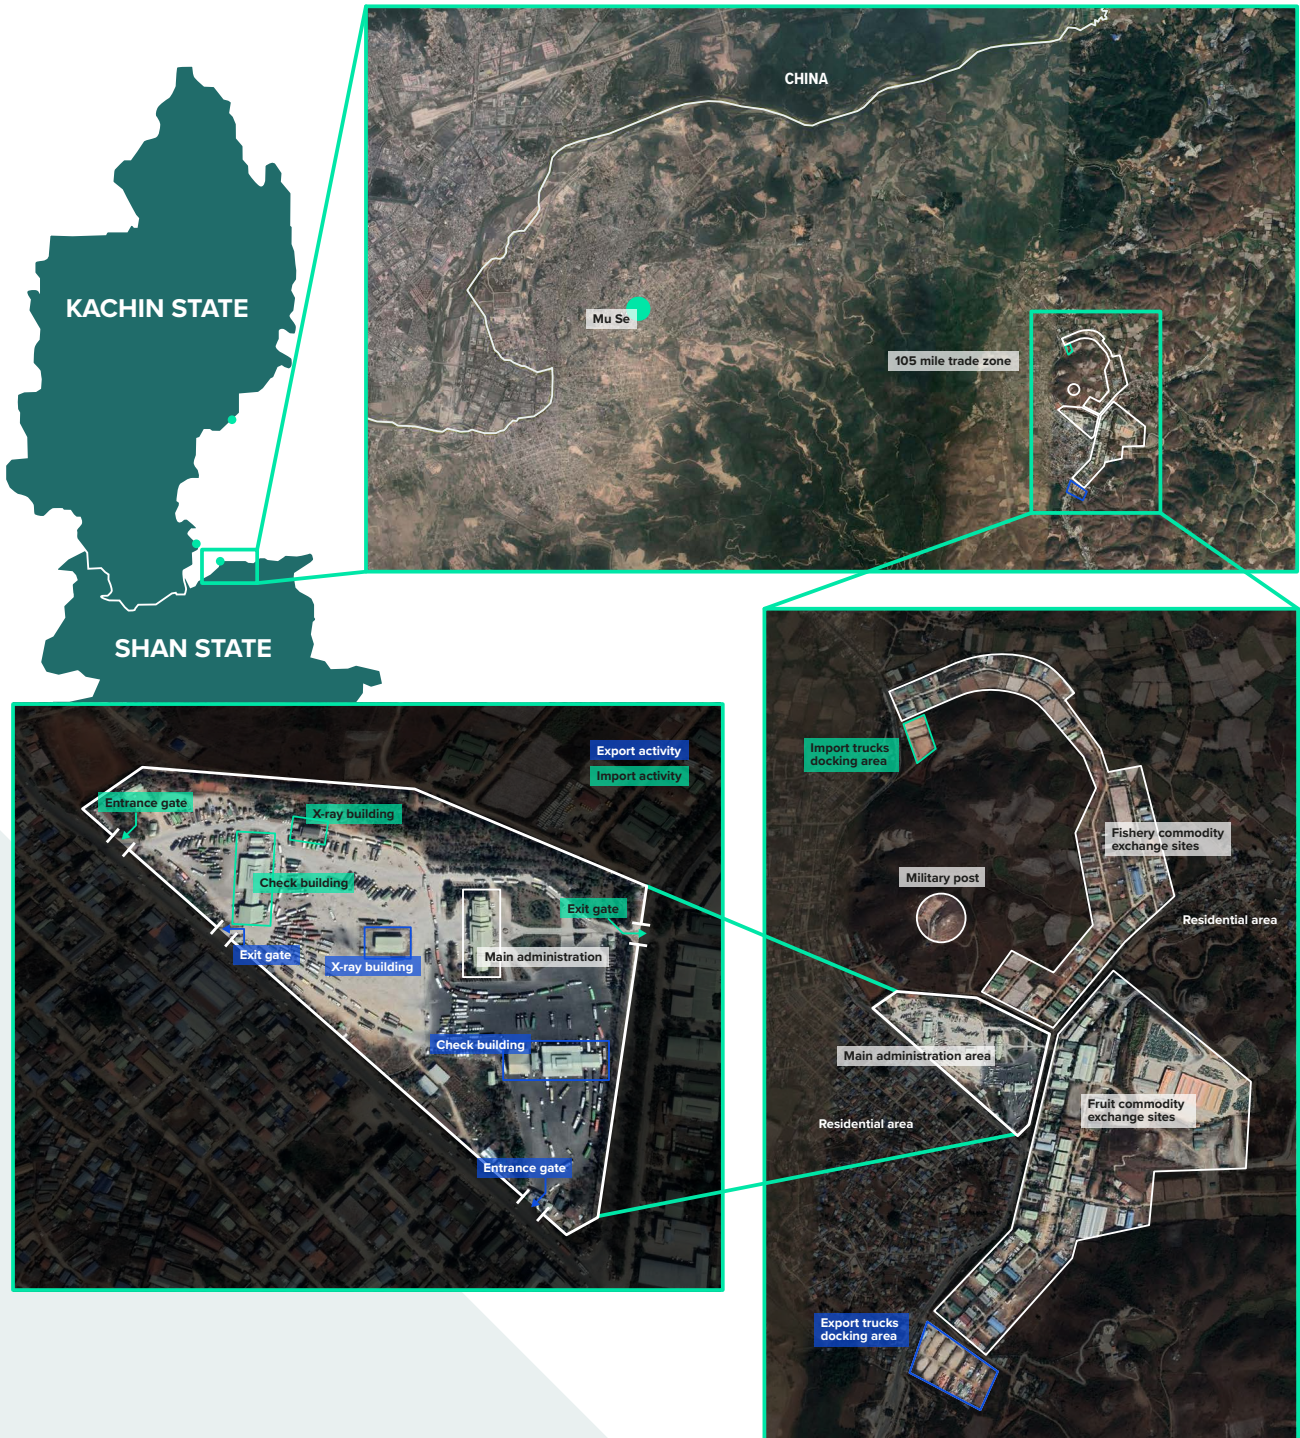 CHINA
KACHIN STATE
Mu Se
105 mile trade zone
SHAN STATE
Export activity
Import activity
Entrance gate
X-ray building
Check building
Exit gate
Exit gate
X-ray building
Main administration
Check building
Entrance gate
Import trucks
docking area
Fishery commodity
exchange sites
Military post
Residential area
Main administration area
Fruit commodity
exchange sites
Residential area
Export trucks
docking area